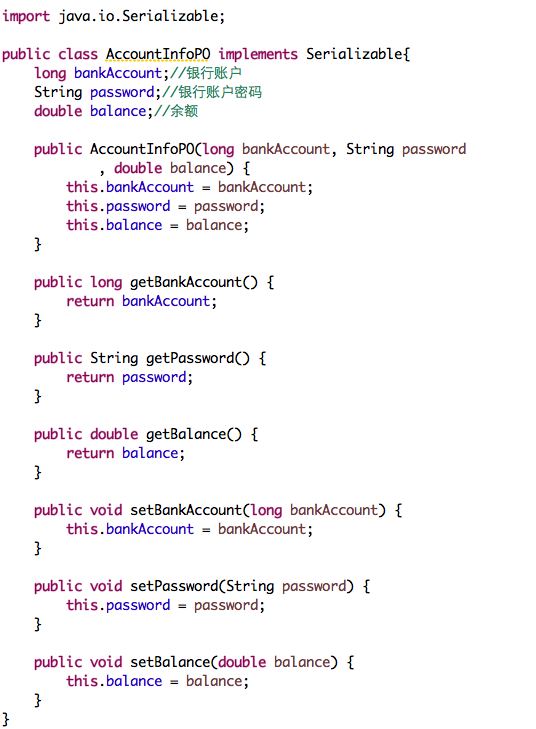 import java.io.Serializable;
public class AccountInfoPO implements Serializable{
long bankAccount;//银行账户
String password;//银行账户密码
double balance;//余额
public AccountInfoPO(long bankAccount, String password
, double balance) {
this.bankAccount = bankAccount;
this.password = password;
this.balance = balance;
}
public long getBankAccount() {
return bankAccount;
}
public String getPassword() {
return password;
}
public double getBalance() {
return balance;
}
public void setBankAccount(long bankAccount) {
this.bankAccount = bankAccount;
}
public void setPassword(String password) {
this.password = password;
}
public void setBalance(double balance) {
this.balance = balance;
}
}